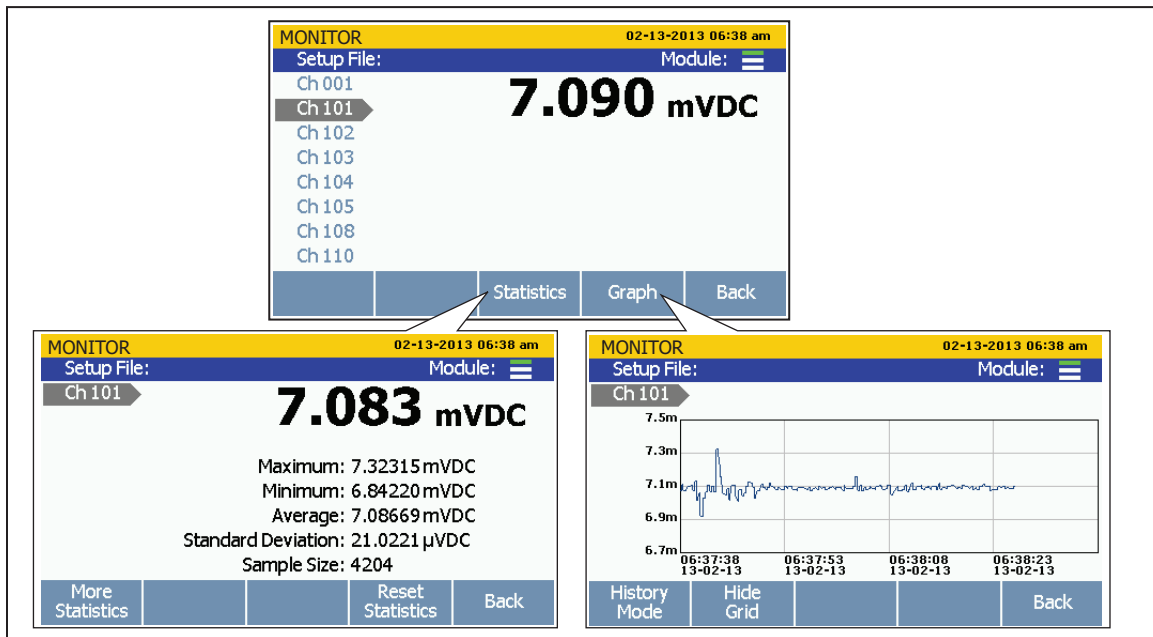 MONITOR 02-13-2013 06:38 am
Setup File: Module:
Ch 001
7.090 mVDC
Ch 101
Ch 102
Ch 103
Ch 104
Ch 105
Ch 108
Ch 110
Statistics Graph Back
MONITOR 02-13-2013 06:38 am
Setup File: Module:
Ch 101
7.083 mVDC
Maximum: 7.32315 mVDC
Minimum: 6.84220 mVDC
Average: 7.08669 mVDC
Standard Deviation: 21.0221 µVDC
Sample Size: 4204
More Statistics Reset Statistics Back
MONITOR 02-13-2013 06:38 am
Setup File: Module:
Ch 101
7.5m
7.3m
7.1m
6.9m
6.7m
06:37:38 06:37:53 06:38:08 06:38:23
13-02-13 13-02-13 13-02-13 13-02-13
History Mode Hide Grid Back